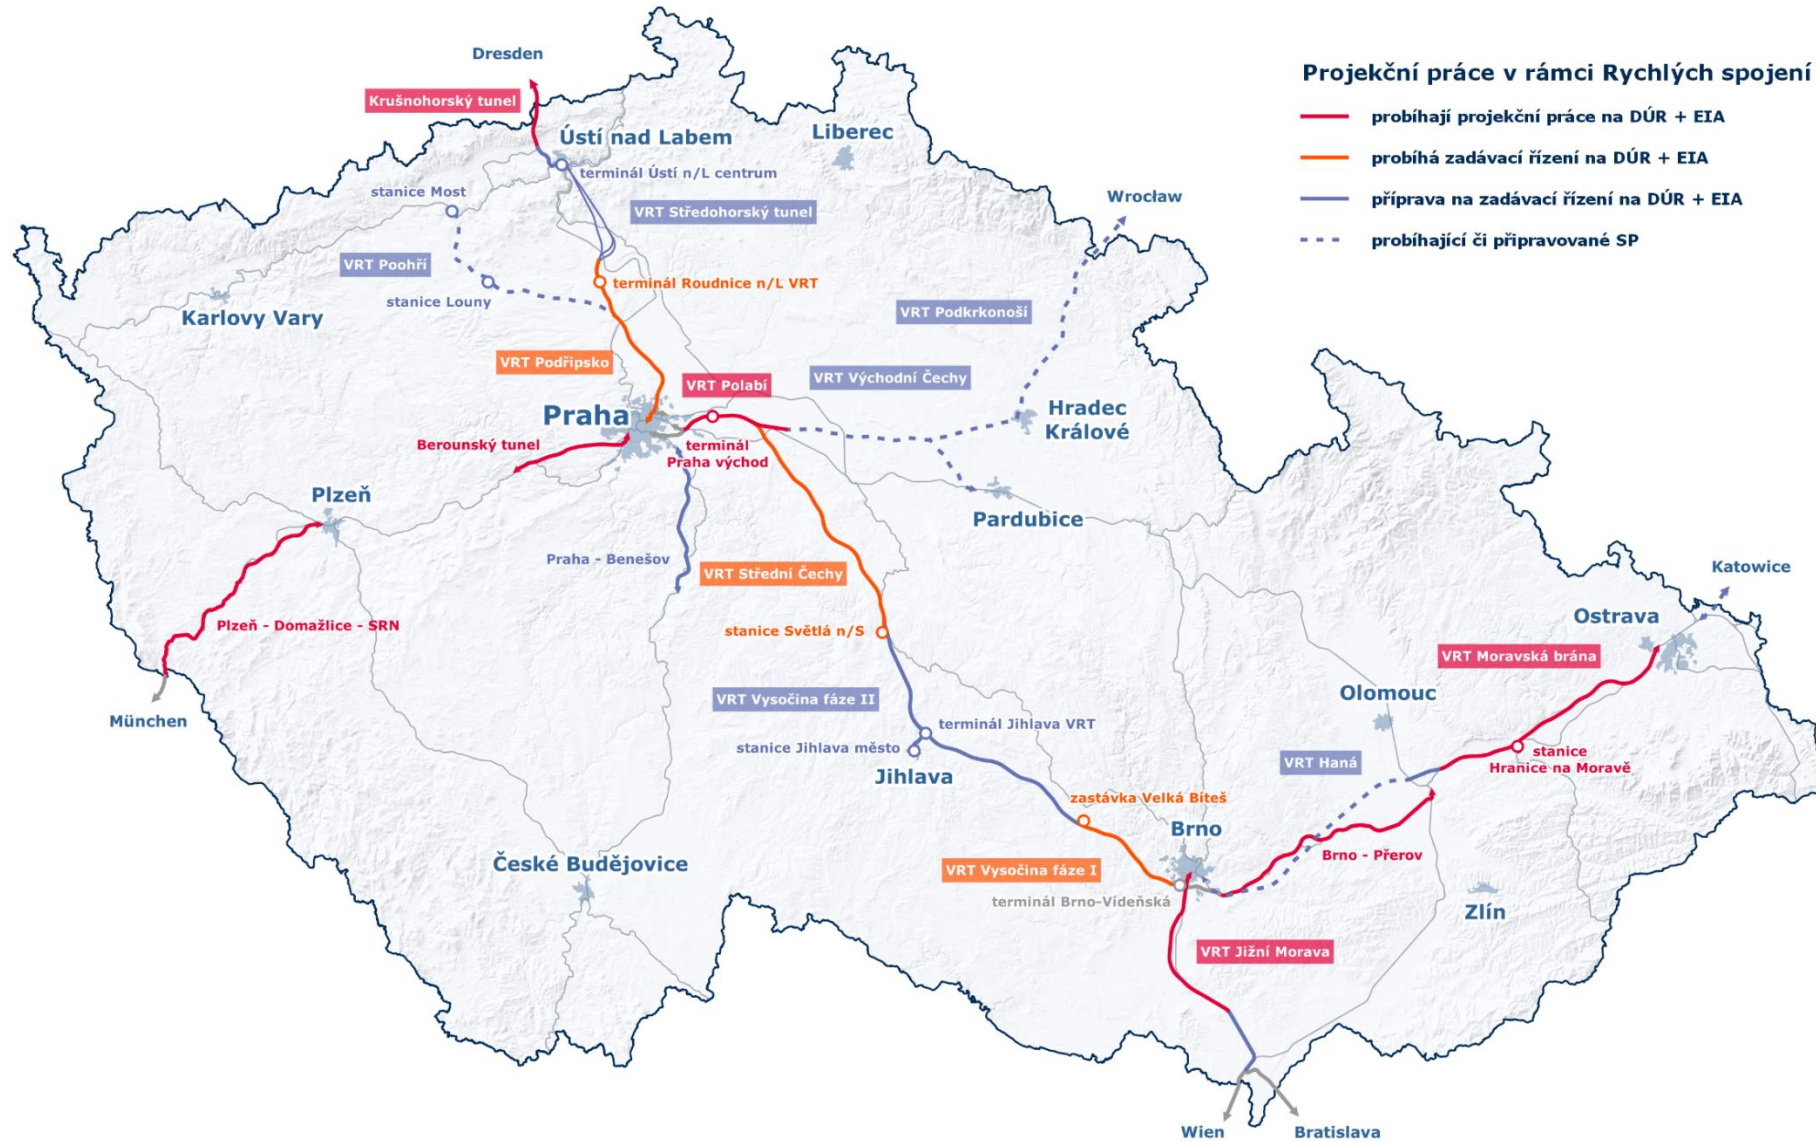 Projekční práce v rámci Rychlých spojení
probíhají projekční práce na DÚR + EIA
probíhá zadávací řízení na DÚR + EIA
příprava na zadávací řízení na DÚR + EIA
probíhající či připravované SP
Dresden
Krušnohorský tunel
Ústí nad Labem
Liberec
terminál Ústí n/L centrum
stanice Most
Wrocław
VRT Středohorský tunel
VRT Poohří
terminál Roudnice n/L VRT
stanice Louny
VRT Podkrkonoší
Karlovy Vary
VRT Podřipsko
VRT Polabí
VRT Východní Čechy
Praha
Hradec
Králové
Berounský tunel
terminál
Praha východ
Plzeň
Pardubice
Praha - Benešov
VRT Střední Čechy
Katowice
Ostrava
Plzeň - Domažlice - SRN
stanice Světlá n/S
VRT Moravská brána
VRT Vysočina fáze II
Olomouc
München
terminál Jihlava VRT
stanice Jihlava město
stanice
Hranice na Moravě
VRT Haná
Jihlava
zastávka Velká Bíteš
Brno
Brno - Přerov
České Budějovice
VRT Vysočina fáze I
terminál Brno-Vídeňská
Zlín
VRT Jižní Morava
Wien
Bratislava